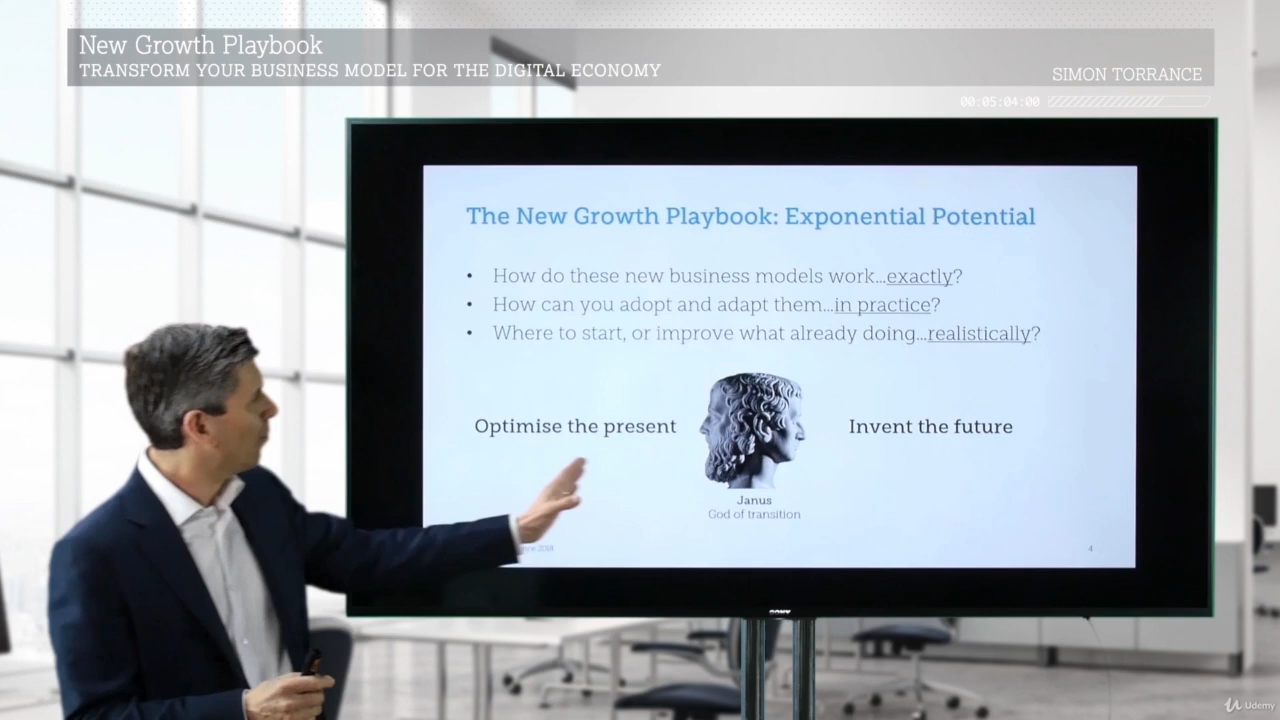 New Growth Playbook
TRANSFORM YOUR BUSINESS MODEL FOR THE DIGITAL ECONOMY
SIMON TORRANCE
00:05:04:00
The New Growth Playbook: Exponential Potential
• How do these new business models work...exactly?
• How can you adopt and adapt them...in practice?
• Where to start, or improve what already doing...realistically?
Optimise the present
Invent the future
Janus
God of transition
2018
4
SONY
Udemy